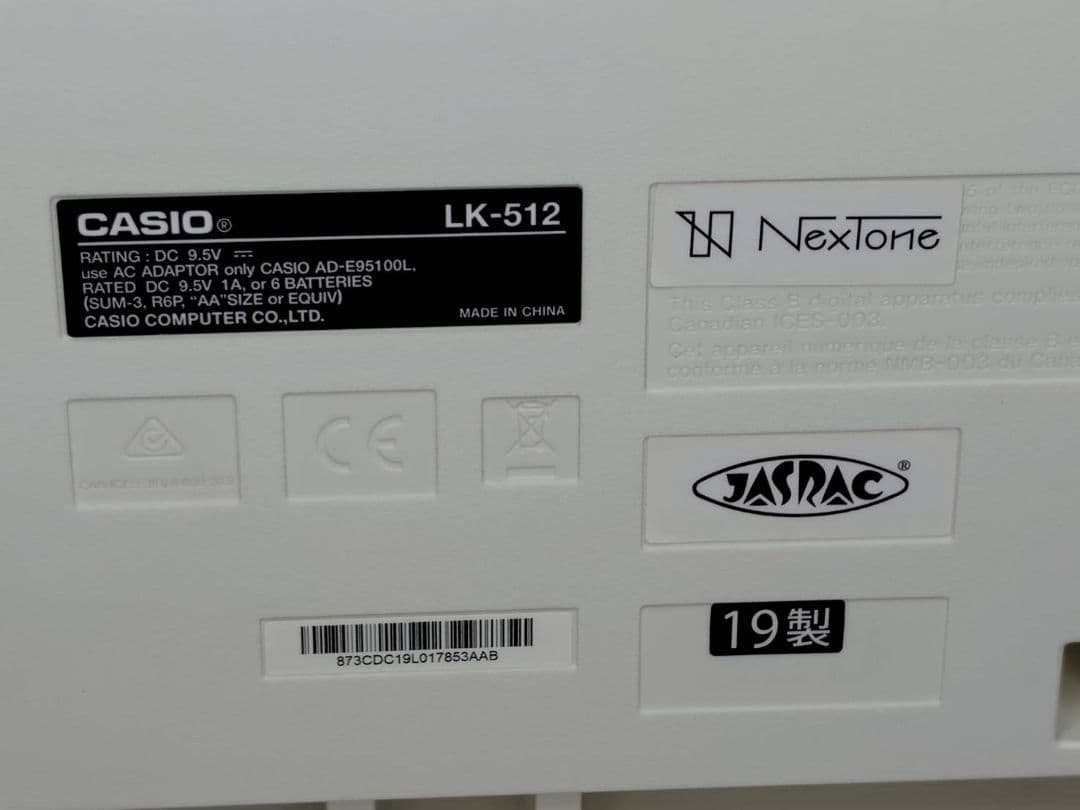 CASIO®
LK-512
RATING : DC 9.5V ⎓
use AC ADAPTOR only CASIO AD-E95100L,
RATED DC 9.5V 1A, or 6 BATTERIES
(SUM-3, R6P, "AA"SIZE or EQUIV)
CASIO COMPUTER CO.,LTD.
MADE IN CHINA
NexTone
This Class B digital apparatus complies
Canadian ICES-003.
Cet appareil numérique de la classe B e
conforme à la norme NMB-003 du Cana
CE
JASRAC®
19製
873CDC19L017853AAB